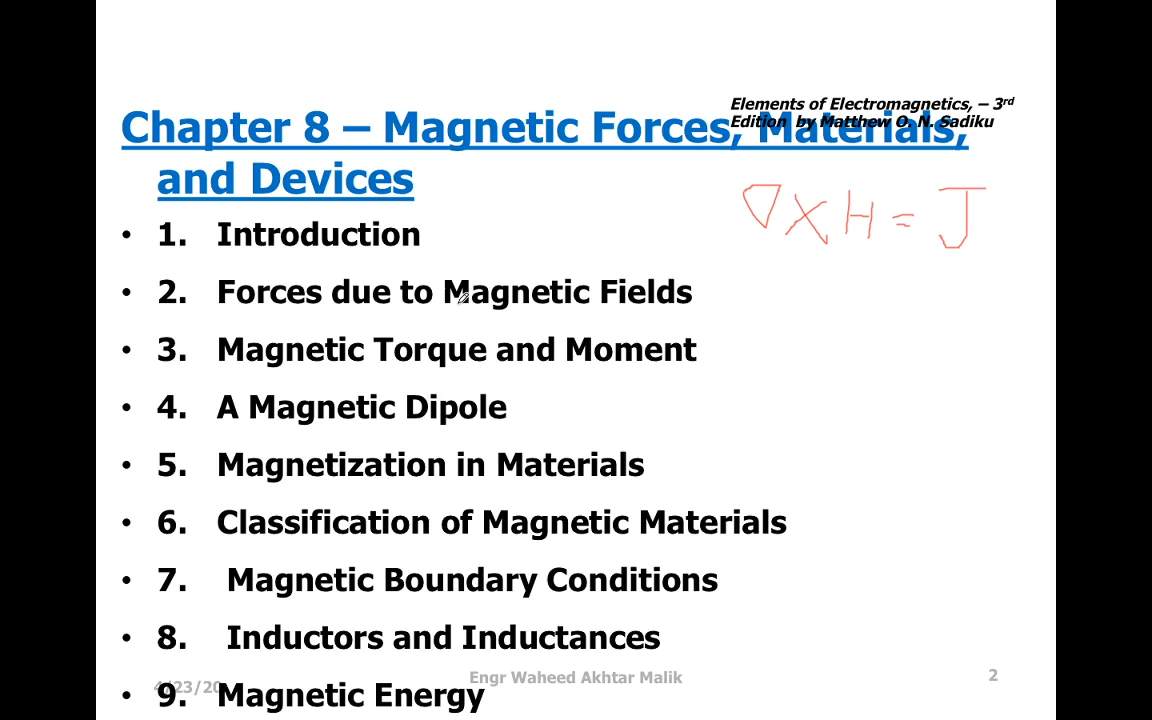 Elements of Electromagnetics, – 3rd
Edition by Matthew O. N. Sadiku
Chapter 8 – Magnetic Forces, Materials,
and Devices
∇ X H = J
• 1. Introduction
• 2. Forces due to Magnetic Fields
• 3. Magnetic Torque and Moment
• 4. A Magnetic Dipole
• 5. Magnetization in Materials
• 6. Classification of Magnetic Materials
• 7. Magnetic Boundary Conditions
• 8. Inductors and Inductances
• 9. Magnetic Energy
Engr Waheed Akhtar Malik
2